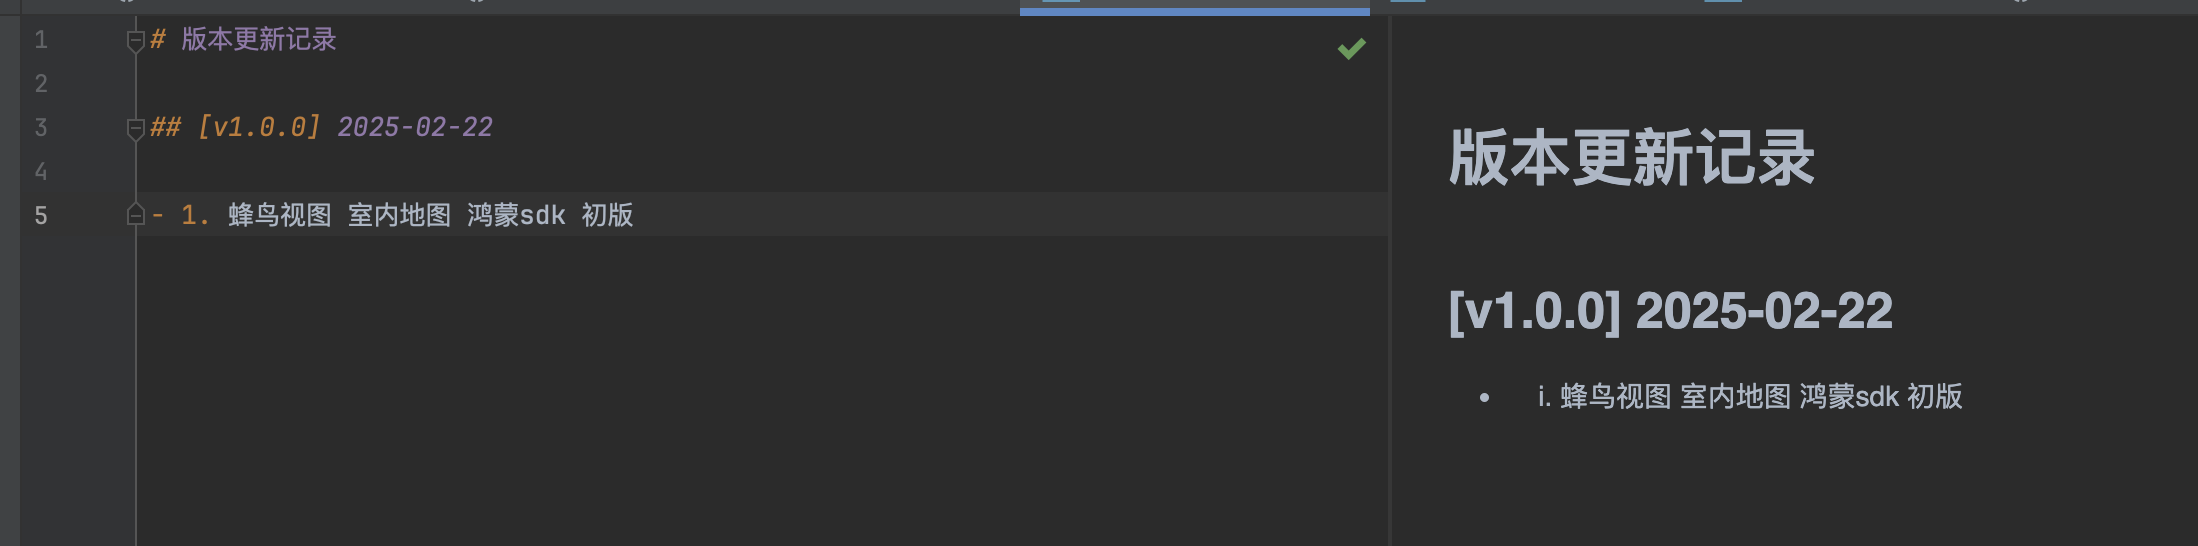 1 # 版本更新记录
2
3 ## [v1.0.0] 2025-02-22
4
5 - 1. 蜂鸟视图 室内地图 鸿蒙sdk 初版
版本更新记录
[v1.0.0] 2025-02-22
• i. 蜂鸟视图 室内地图 鸿蒙sdk 初版